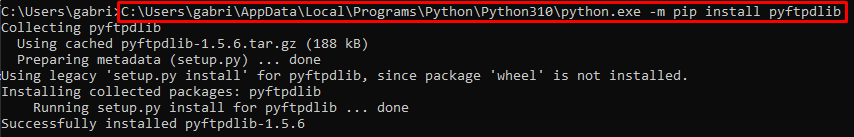 C:\Users\gabri>C:\Users\gabri\AppData\Local\Programs\Python\Python310\python.exe -m pip install pyftpdlib
Collecting pyftpdlib
  Using cached pyftpdlib-1.5.6.tar.gz (188 kB)
  Preparing metadata (setup.py) ... done
Using legacy 'setup.py install' for pyftpdlib, since package 'wheel' is not installed.
Installing collected packages: pyftpdlib
    Running setup.py install for pyftpdlib ... done
Successfully installed pyftpdlib-1.5.6